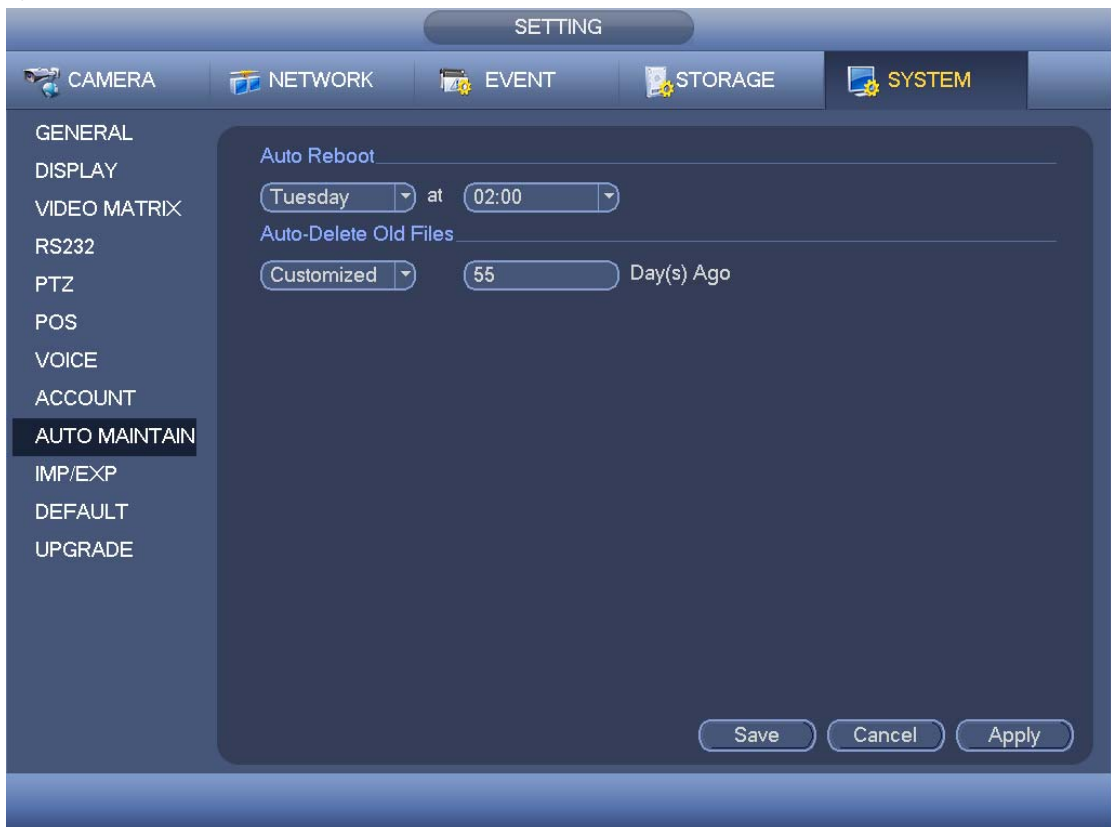 SETTING
CAMERA NETWORK EVENT STORAGE SYSTEM
GENERAL
DISPLAY
VIDEO MATRIX
RS232
PTZ
POS
VOICE
ACCOUNT
AUTO MAINTAIN
IMP/EXP
DEFAULT
UPGRADE
Auto Reboot
Tuesday at 02:00
Auto-Delete Old Files
Customized 55 Day(s) Ago
Save Cancel Apply